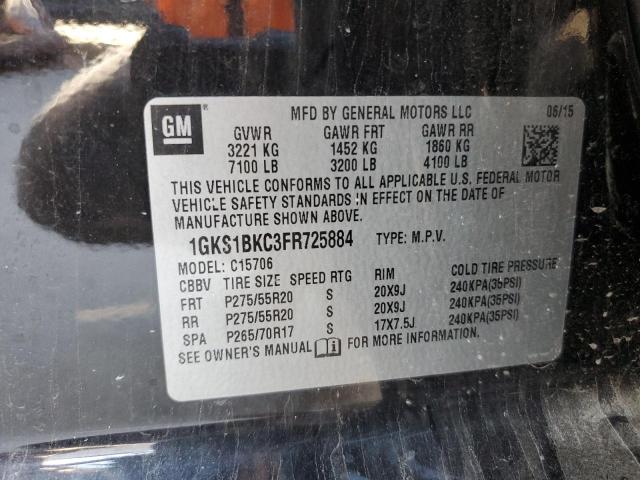 GM
MFD BY GENERAL MOTORS LLC 06/15
GVWR GAWR FRT GAWR RR
3221 KG 1452 KG 1860 KG
7100 LB 3200 LB 4100 LB
THIS VEHICLE CONFORMS TO ALL APPLICABLE U.S. FEDERAL MOTOR
VEHICLE SAFETY STANDARDS IN EFFECT ON THE DATE OF
MANUFACTURE SHOWN ABOVE.
1GKS1BKC3FR725884 TYPE: M.P.V.
MODEL: C15706
CBBV TIRE SIZE SPEED RTG RIM COLD TIRE PRESSURE
FRT P275/55R20 S 20X9J 240KPA(35PSI)
RR P275/55R20 S 20X9J 240KPA(35PSI)
SPA P265/70R17 S 17X7.5J 240KPA(35PSI)
SEE OWNER'S MANUAL FOR MORE INFORMATION.